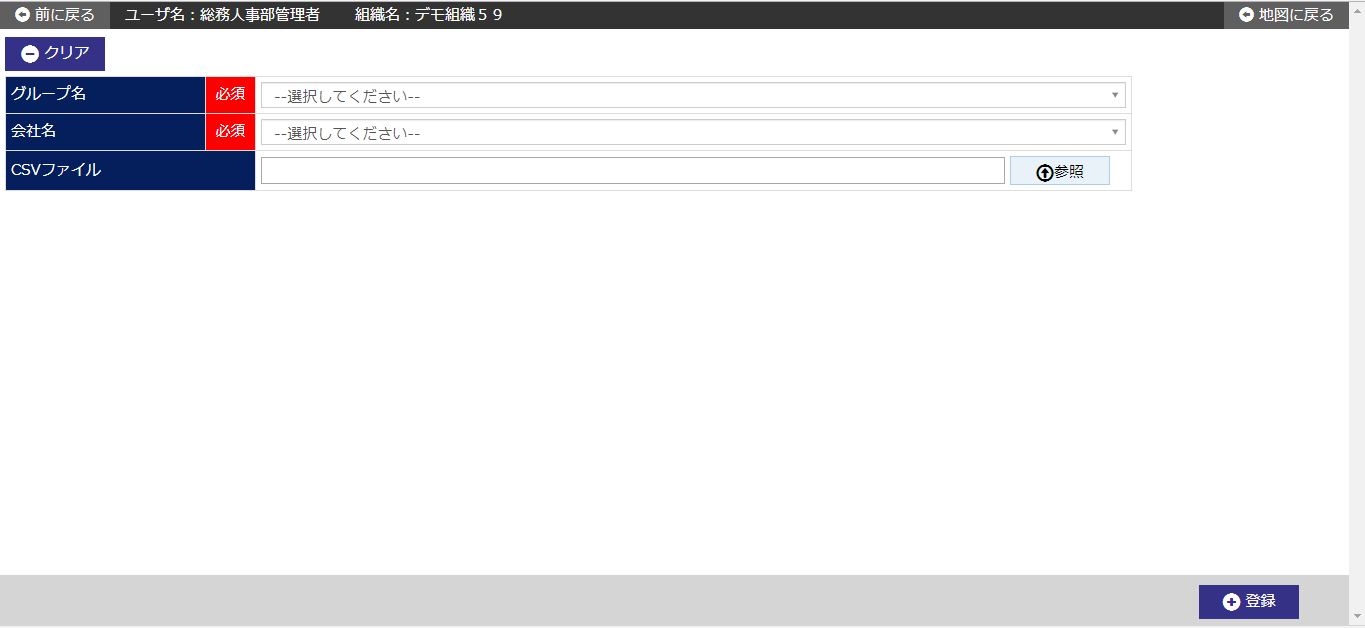 前に戻る ユーザ名：総務人事部管理者 組織名：デモ組織５９ 地図に戻る
クリア
グループ名 必須 --選択してください--
会社名 必須 --選択してください--
CSVファイル 参照
登録